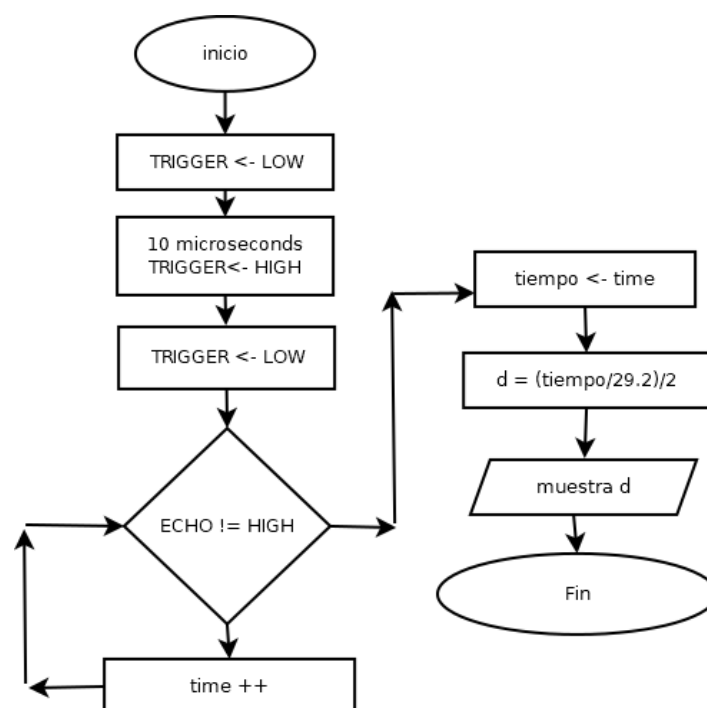 inicio
TRIGGER <- LOW
10 microseconds
TRIGGER<- HIGH
TRIGGER <- LOW
ECHO != HIGH
time ++
tiempo <- time
d = (tiempo/29.2)/2
muestra d
Fin